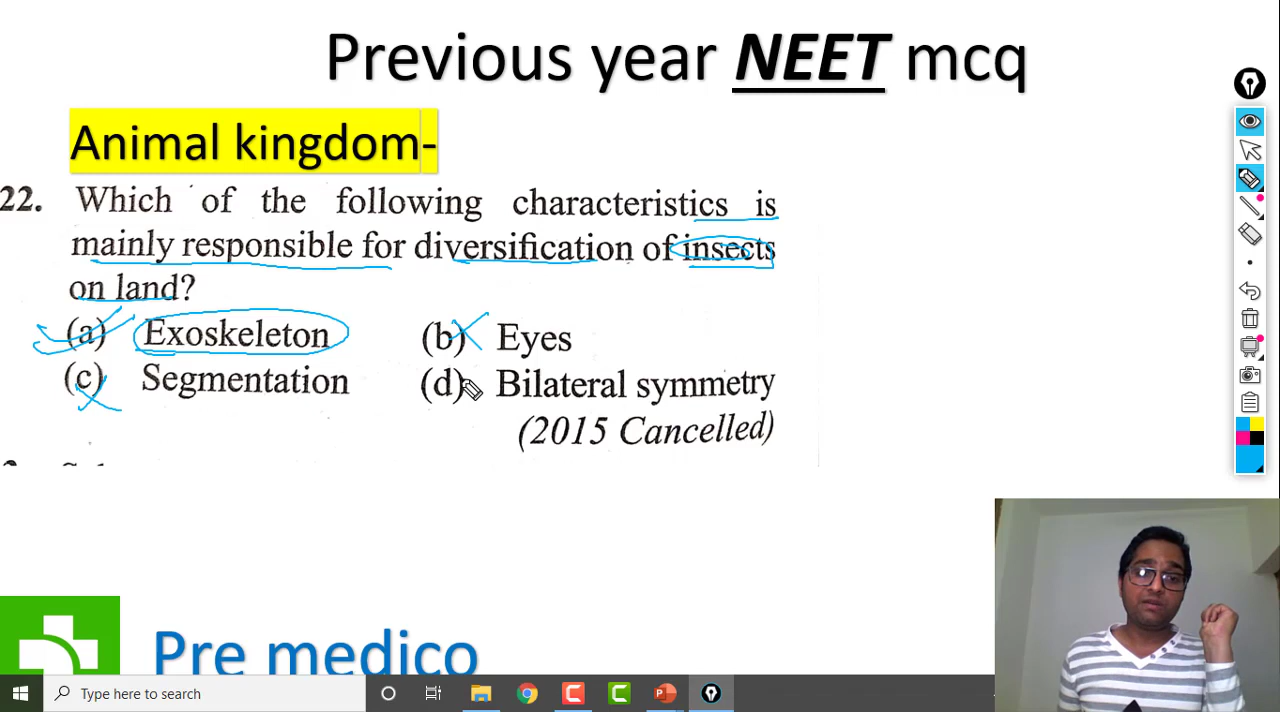 Previous year NEET mcq
Animal kingdom-
22. Which of the following characteristics is
mainly responsible for diversification of insects
on land?
(a) Exoskeleton (b) Eyes
(c) Segmentation (d) Bilateral symmetry
(2015 Cancelled)
Pre medico
Type here to search